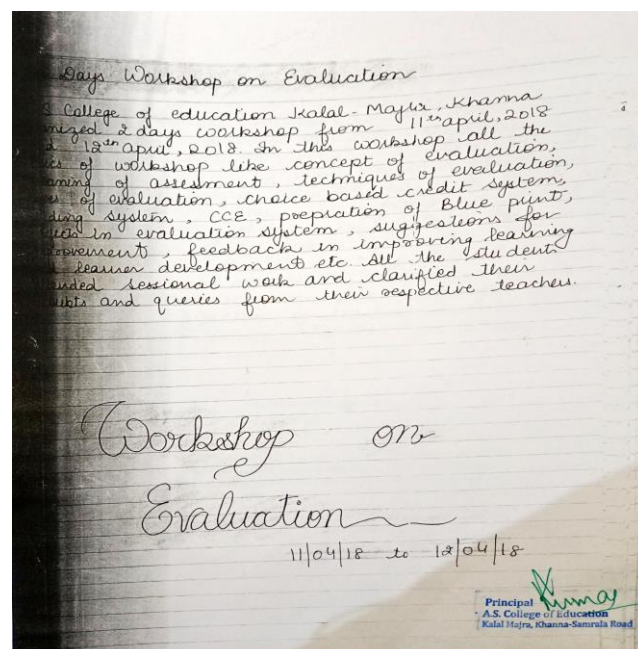 Days Workshop on Evaluation
College of education Kalal-Majra, Khanna
2 days workshop from 11th april, 2018
12th april, 2018. In this workshop all the
of workshop like concept of evaluation,
of assesment, techniques of evaluation,
of evaluation, choice based credit system,
system, CCE, prepration of Blue print,
in evaluation system, suggestions for
, feedback in improving learning
learner development etc. All the student
sessional work and clarified their
and queries from their respective teachers.
Workshop on
Evaluation
11/04/18 to 12/04/18
Principal
A.S. College of Education
Kalal Majra, Khanna-Samrala Road